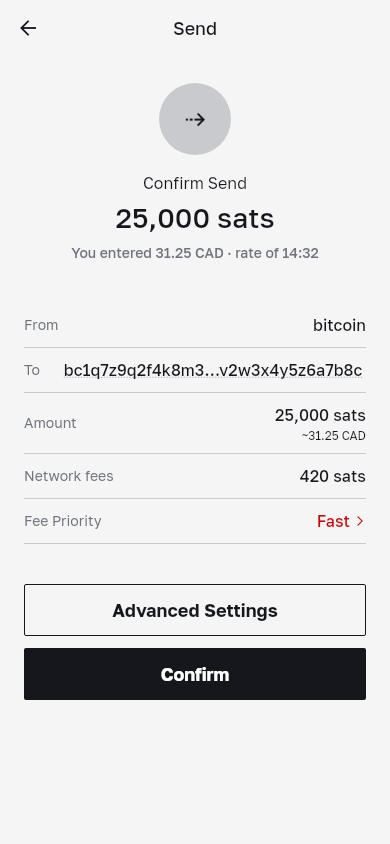 Send
Confirm Send
25,000 sats
You entered 31.25 CAD · rate of 14:32
From bitcoin
To bc1q7z9q2f4k8m3...v2w3x4y5z6a7b8c
Amount 25,000 sats
~31.25 CAD
Network fees 420 sats
Fee Priority Fast
Advanced Settings
Confirm